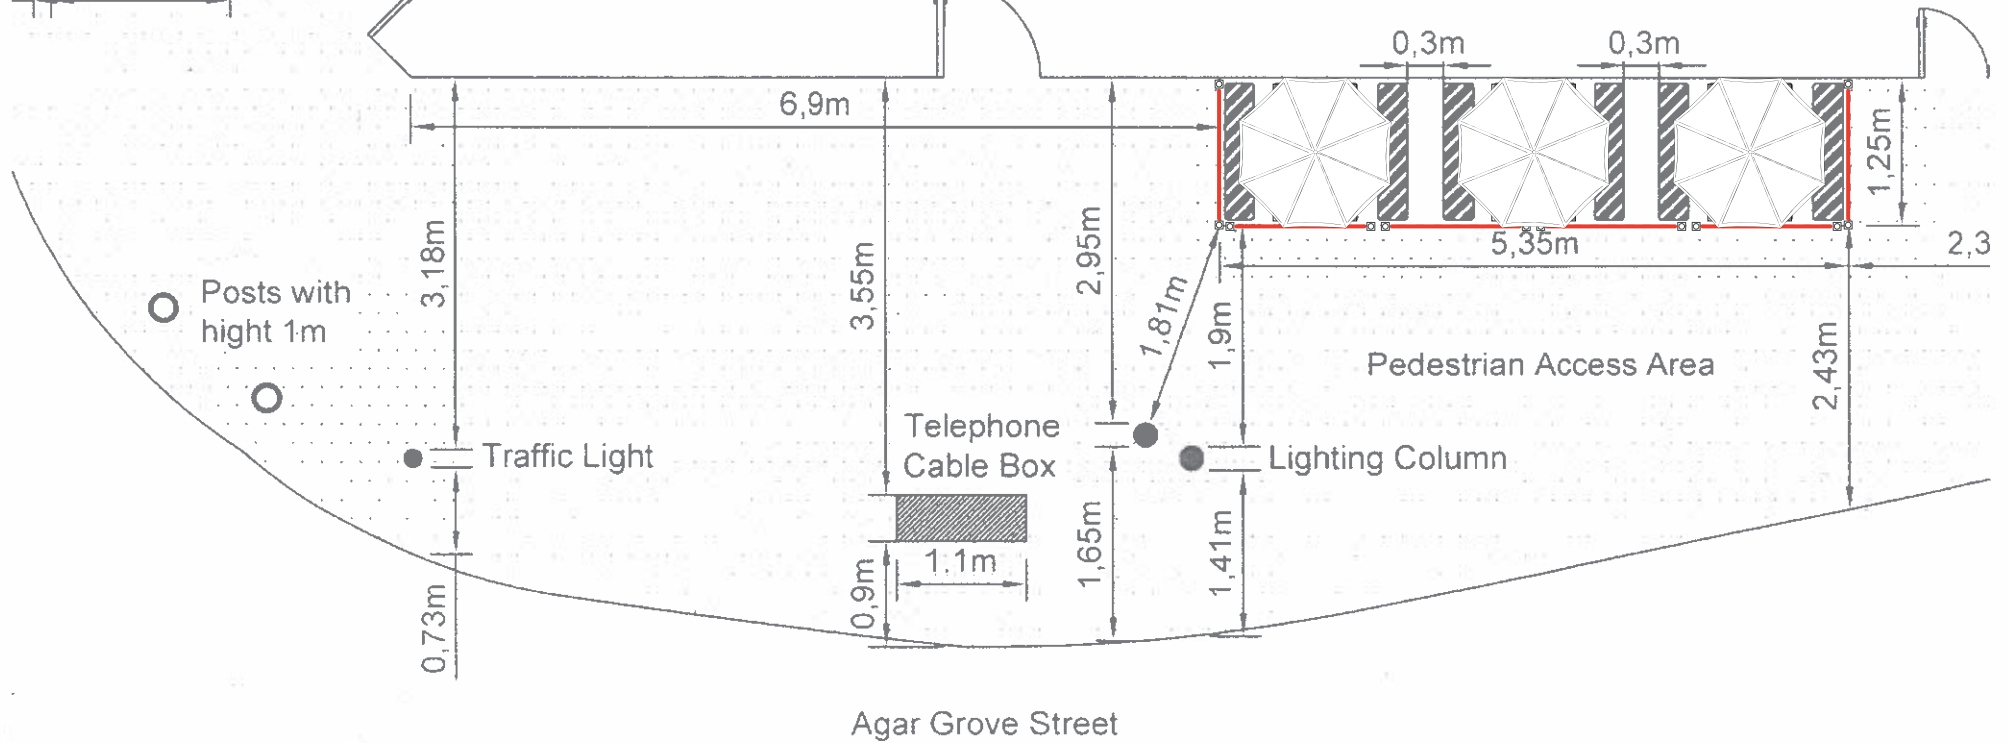 0,3m
0,3m
6,9m
1,25m
3,18m
3,55m
2,95m
5,35m
2,3
1,81m
1,9m
2,43m
Posts with
hight 1m
Pedestrian Access Area
Telephone
Cable Box
Traffic Light
Lighting Column
1.1m
0,9m
1,65m
1,41m
0,73m
Agar Grove Street